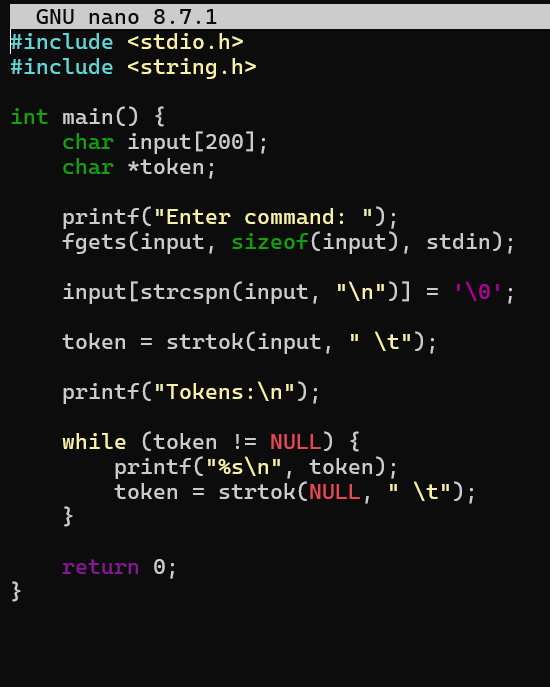 GNU nano 8.7.1
#include <stdio.h>
#include <string.h>

int main() {
    char input[200];
    char *token;

    printf("Enter command: ");
    fgets(input, sizeof(input), stdin);

    input[strcspn(input, "\n")] = '\0';

    token = strtok(input, " \t");

    printf("Tokens:\n");

    while (token != NULL) {
        printf("%s\n", token);
        token = strtok(NULL, " \t");
    }

    return 0;
}